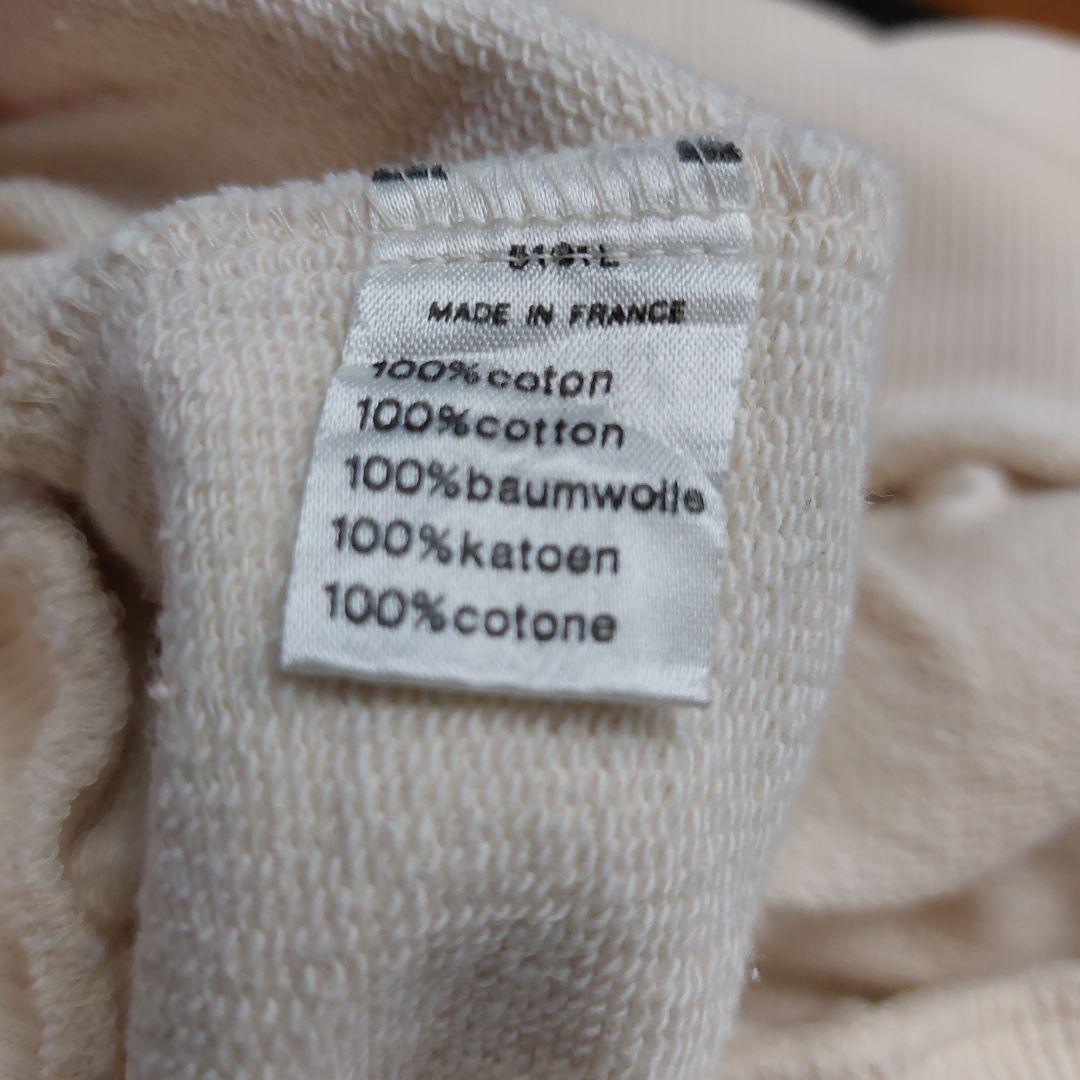 MADE IN FRANCE
100%coton
100%cotton
100%baumwolle
100%katoen
100%cotone